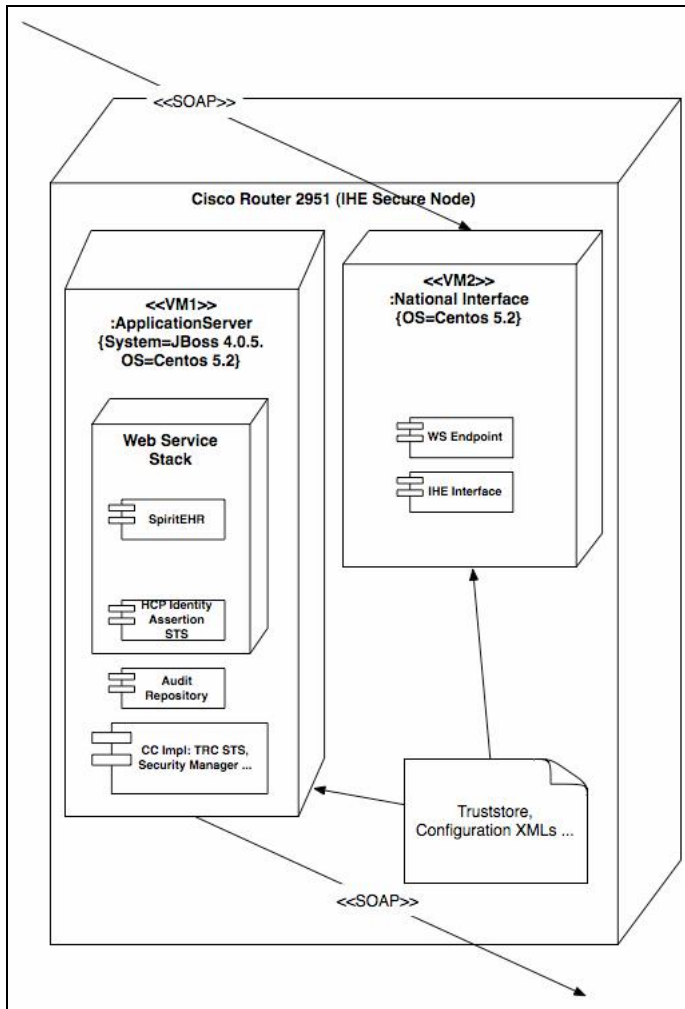 <<SOAP>>
Cisco Router 2951 (IHE Secure Node)
<<VM1>>
:ApplicationServer
{System=JBoss 4.0.5.
OS=Centos 5.2}
Web Service
Stack
SpiritEHR
HCP Identity
Assertion
STS
Audit
Repository
CC Impl: TRC STS,
Security Manager ...
<<VM2>>
:National Interface
{OS=Centos 5.2}
WS Endpoint
IHE Interface
Truststore,
Configuration XMLs ...
<<SOAP>>